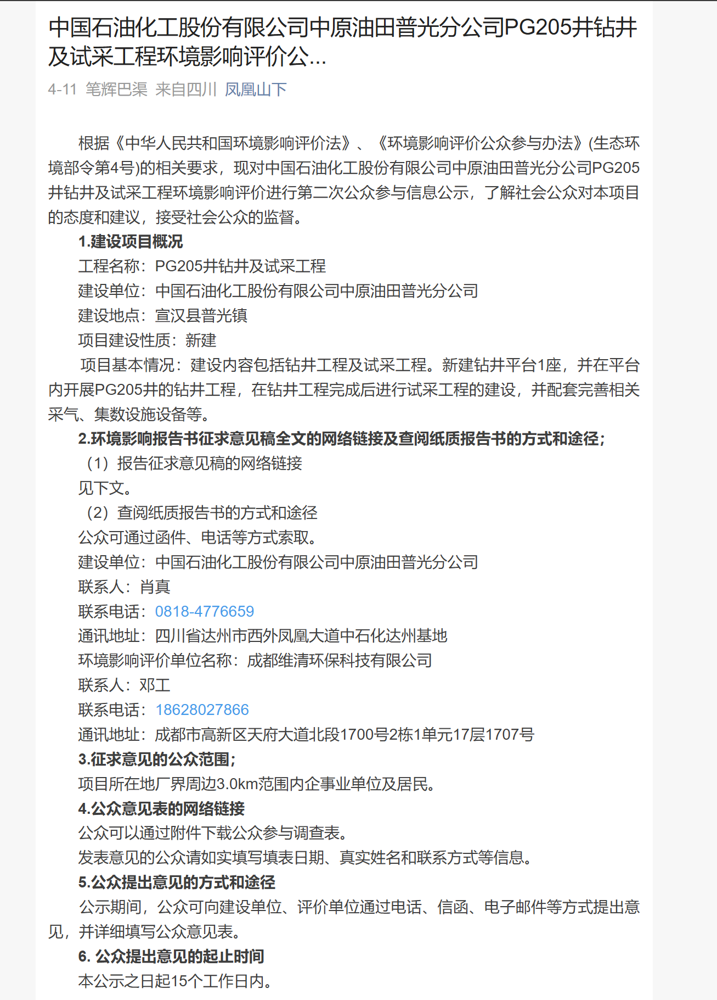 中国石油化工股份有限公司中原油田普光分公司PG205井钻井
及试采工程环境影响评价公...
4-11 笔辉巴渠 来自四川 凤凰山下
根据《中华人民共和国环境影响评价法》、《环境影响评价公众参与办法》(生态环
境部令第4号)的相关要求，现对中国石油化工股份有限公司中原油田普光分公司PG205
井钻井及试采工程环境影响评价进行第二次公众参与信息公示，了解社会公众对本项目
的态度和建议，接受社会公众的监督。
1.建设项目概况
工程名称：PG205井钻井及试采工程
建设单位：中国石油化工股份有限公司中原油田普光分公司
建设地点：宣汉县普光镇
项目建设性质：新建
项目基本情况：建设内容包括钻井工程及试采工程。新建钻井平台1座，并在平台
内开展PG205井的钻井工程，在钻井工程完成后进行试采工程的建设，并配套完善相关
采气、集数设施设备等。
2.环境影响报告书征求意见稿全文的网络链接及查阅纸质报告书的方式和途径；
（1）报告征求意见稿的网络链接
见下文。
（2）查阅纸质报告书的方式和途径
公众可通过函件、电话等方式索取。
建设单位：中国石油化工股份有限公司中原油田普光分公司
联系人：肖真
联系电话：0818-4776659
通讯地址：四川省达州市西外凤凰大道中石化达州基地
环境影响评价单位名称：成都维清环保科技有限公司
联系人：邓工
联系电话：18628027866
通讯地址：成都市高新区天府大道北段1700号2栋1单元17层1707号
3.征求意见的公众范围；
项目所在地厂界周边3.0km范围内企事业单位及居民。
4.公众意见表的网络链接
公众可以通过附件下载公众参与调查表。
发表意见的公众请如实填写填表日期、真实姓名和联系方式等信息。
5.公众提出意见的方式和途径
公示期间，公众可向建设单位、评价单位通过电话、信函、电子邮件等方式提出意
见，并详细填写公众意见表。
6. 公众提出意见的起止时间
本公示之日起15个工作日内。